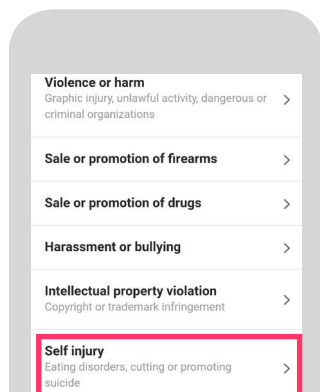 Violence or harm
Graphic injury, unlawful activity, dangerous or
criminal organizations
Sale or promotion of firearms
Sale or promotion of drugs
Harassment or bullying
Intellectual property violation
Copyright or trademark infringement
Self injury
Eating disorders, cutting or promoting
suicide